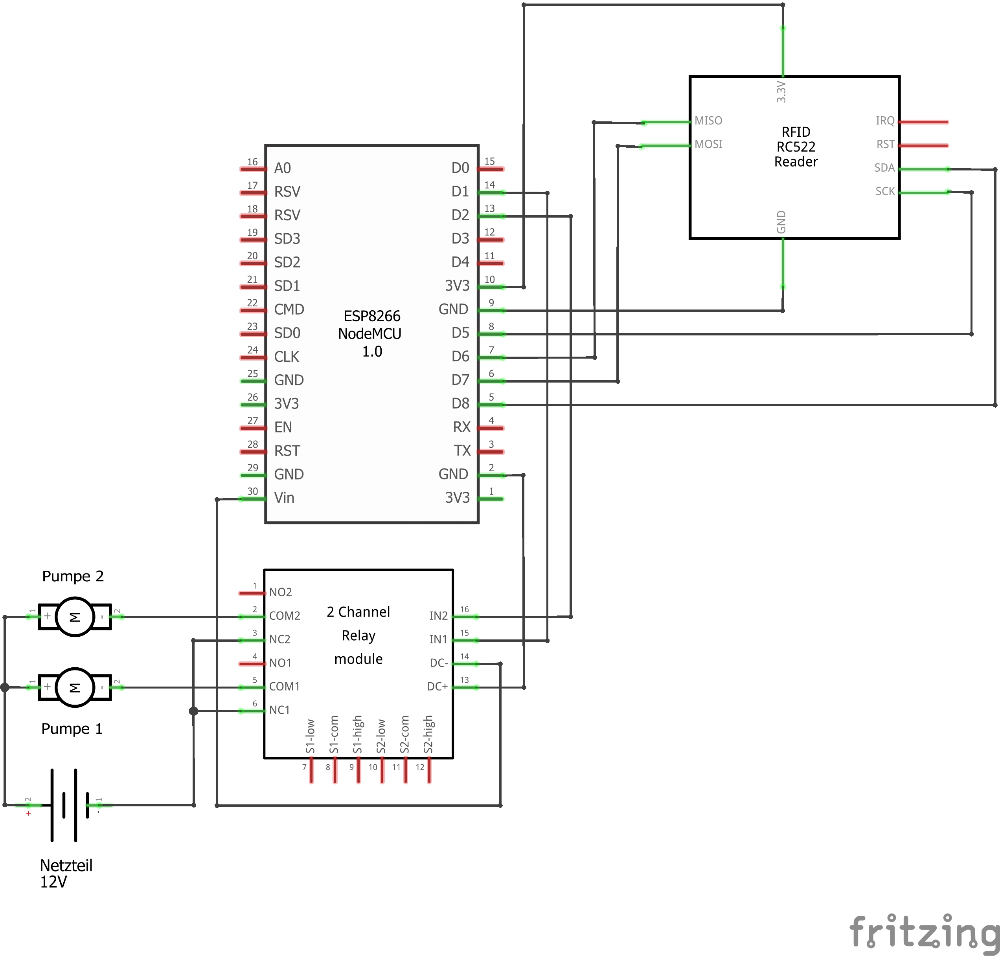 3.3V
MISO
MOSI
IRQ
RST
SDA
SCK
GND
RFID
RC522
Reader
16 A0
17 RSV
18 RSV
19 SD3
20 SD2
21 SD1
22 CMD
23 SD0
24 CLK
25 GND
26 3V3
27 EN
28 RST
29 GND
30 Vin
ESP8266
NodeMCU
1.0
D0 15
D1 14
D2 13
D3 12
D4 11
3V3 10
GND 9
D5 8
D6 7
D7 6
D8 5
RX 4
TX 3
GND 2
3V3 1
Pumpe 2
1 + M - 2
1 + M - 2
Pumpe 1
1 NO2
2 COM2
3 NC2
4 NO1
5 COM1
6 NC1
2 Channel
Relay
module
IN2 16
IN1 15
DC- 14
DC+ 13
S1-low
S1-com
S1-high
S2-low
S2-com
S2-high
7 8 9 10 11 12
2 1
+ -
Netzteil
12V
fritzing